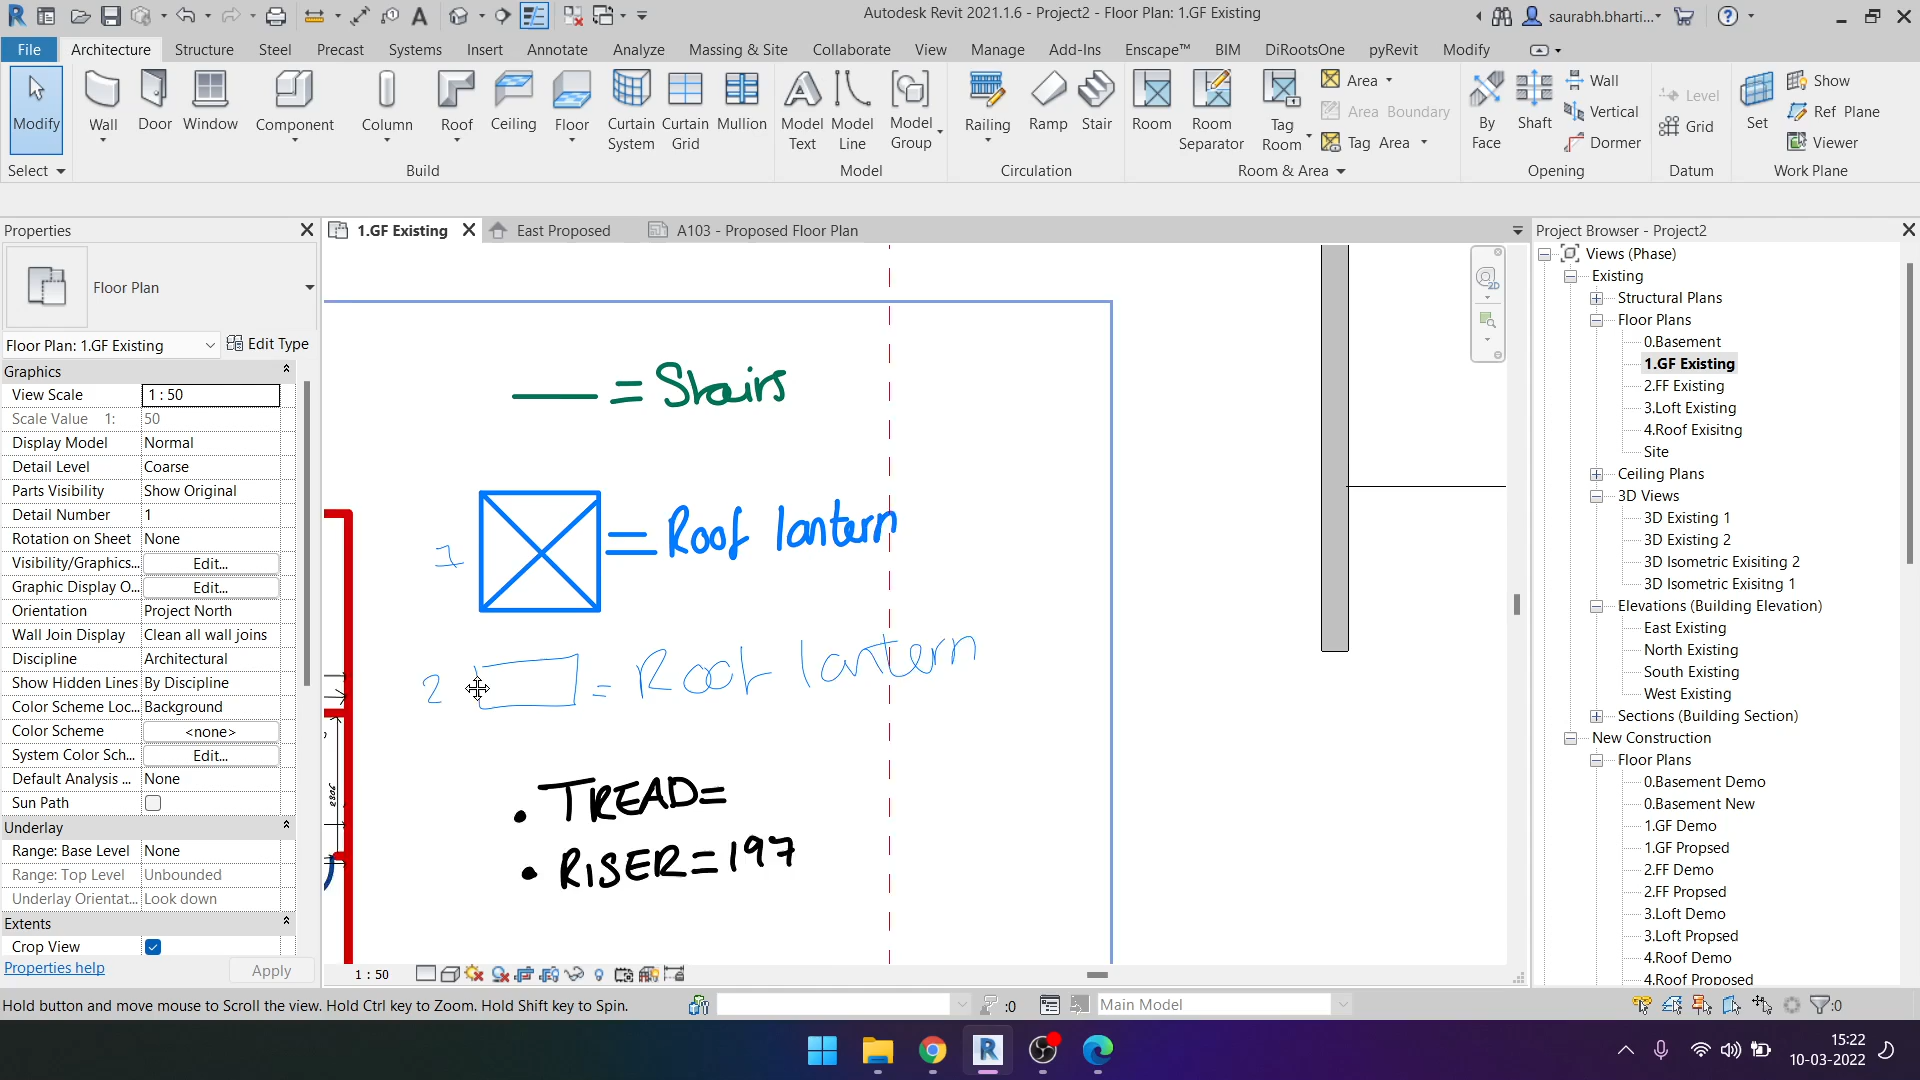 Autodesk Revit 2021.1.6 - Project2 - Floor Plan: 1.GF Existing
saurabh.bharti...
File Architecture Structure Steel Precast Systems Insert Annotate Analyze Massing & Site Collaborate View Manage Add-Ins Enscape™ BIM DiRootsOne pyRevit Modify
Modify Wall Door Window Component Column Roof Ceiling Floor Curtain System Curtain Grid Mullion Model Text Model Line Model Group Railing Ramp Stair Room Room Separator Tag Room
Area
Area Boundary
Tag Area
By Face Shaft
Wall
Vertical
Dormer
Level
Grid
Set
Show
Ref Plane
Viewer
Select Build Model Circulation Room & Area Opening Datum Work Plane
Properties
Floor Plan
Floor Plan: 1.GF Existing Edit Type
Graphics
View Scale 1 : 50
Scale Value 1: 50
Display Model Normal
Detail Level Coarse
Parts Visibility Show Original
Detail Number 1
Rotation on Sheet None
Visibility/Graphics... Edit...
Graphic Display O... Edit...
Orientation Project North
Wall Join Display Clean all wall joins
Discipline Architectural
Show Hidden Lines By Discipline
Color Scheme Loc... Background
Color Scheme <none>
System Color Sch... Edit...
Default Analysis ... None
Sun Path
Underlay
Range: Base Level None
Range: Top Level Unbounded
Underlay Orientat... Look down
Extents
Crop View
Properties help Apply
1.GF Existing East Proposed A103 - Proposed Floor Plan
2D
= Stairs
1 = Roof lantern
2 = Roof lantern
• TREAD=
• RISER=197
1 : 50
Project Browser - Project2
Views (Phase)
Existing
Structural Plans
Floor Plans
0.Basement
1.GF Existing
2.FF Existing
3.Loft Existing
4.Roof Exisitng
Site
Ceiling Plans
3D Views
3D Existing 1
3D Existing 2
3D Isometric Exisiting 2
3D Isometric Exisitng 1
Elevations (Building Elevation)
East Existing
North Existing
South Existing
West Existing
Sections (Building Section)
New Construction
Floor Plans
0.Basement Demo
0.Basement New
1.GF Demo
1.GF Propsed
2.FF Demo
2.FF Propsed
3.Loft Demo
3.Loft Propsed
4.Roof Demo
4.Roof Proposed
Hold button and move mouse to Scroll the view. Hold Ctrl key to Zoom. Hold Shift key to Spin. :0 Main Model :0
15:22
10-03-2022